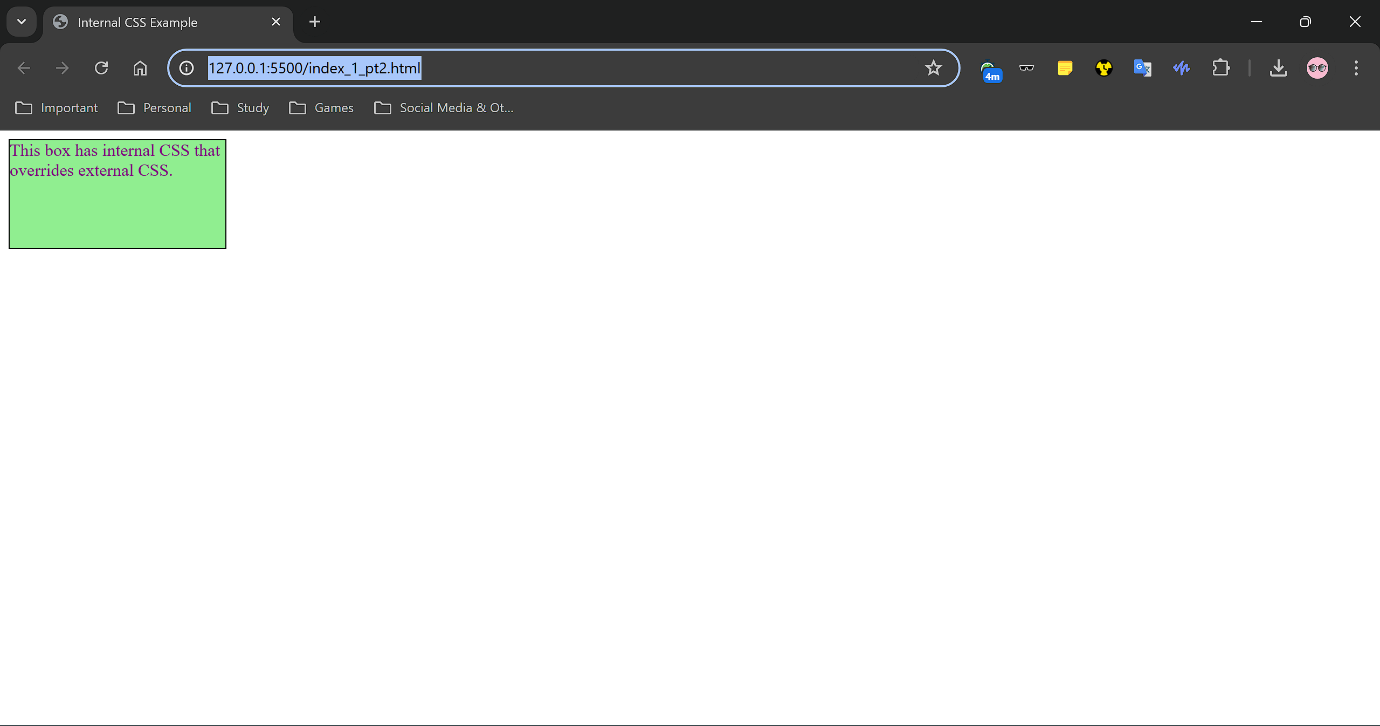 Internal CSS Example
127.0.0.1:5500/index_1_pt2.html
4m
G
Important
Personal
Study
Games
Social Media & Ot...
This box has internal CSS that
overrides external CSS.